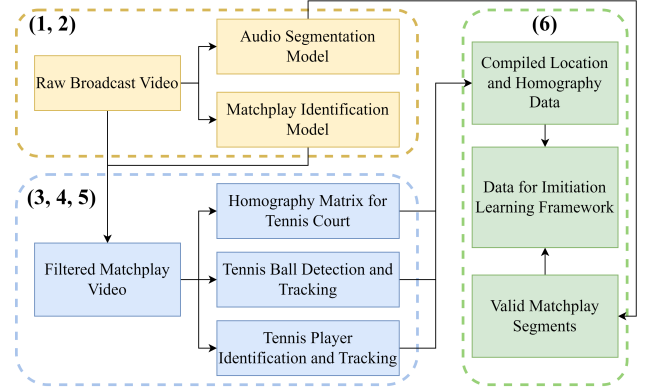 (1, 2)
Raw Broadcast Video
Audio Segmentation
Model
Matchplay Identification
Model
(3, 4, 5)
Filtered Matchplay
Video
Homography Matrix for
Tennis Court
Tennis Ball Detection and
Tracking
Tennis Player
Identification and Tracking
(6)
Compiled Location
and Homography
Data
Data for Imitiation
Learning Framework
Valid Matchplay
Segments